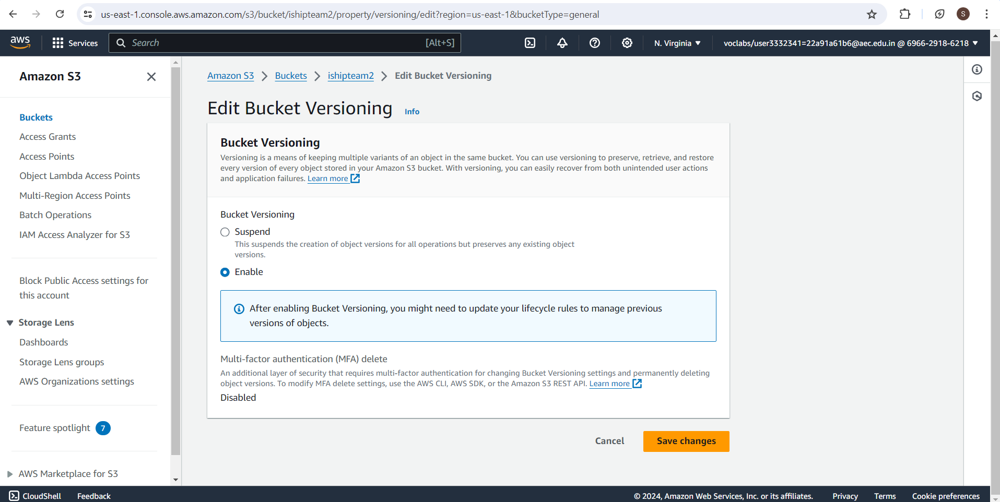 us-east-1.console.aws.amazon.com/s3/bucket/ishipteam2/property/versioning/edit?region=us-east-1&bucketType=general
S
aws
Services
Search
[Alt+S]
N. Virginia
voclabs/user3332341=22a91a61b6@aec.edu.in @ 6966-2918-6218
Amazon S3
Buckets
Access Grants
Access Points
Object Lambda Access Points
Multi-Region Access Points
Batch Operations
IAM Access Analyzer for S3
Block Public Access settings for
this account
Storage Lens
Dashboards
Storage Lens groups
AWS Organizations settings
Feature spotlight 7
AWS Marketplace for S3
Amazon S3 > Buckets > ishipteam2 > Edit Bucket Versioning
Edit Bucket Versioning Info
Bucket Versioning
Versioning is a means of keeping multiple variants of an object in the same bucket. You can use versioning to preserve, retrieve, and restore
every version of every object stored in your Amazon S3 bucket. With versioning, you can easily recover from both unintended user actions
and application failures. Learn more
Bucket Versioning
Suspend
This suspends the creation of object versions for all operations but preserves any existing object
versions.
Enable
After enabling Bucket Versioning, you might need to update your lifecycle rules to manage previous
versions of objects.
Multi-factor authentication (MFA) delete
An additional layer of security that requires multi-factor authentication for changing Bucket Versioning settings and permanently deleting
object versions. To modify MFA delete settings, use the AWS CLI, AWS SDK, or the Amazon S3 REST API. Learn more
Disabled
Cancel
Save changes
CloudShell
Feedback
© 2024, Amazon Web Services, Inc. or its affiliates.
Privacy
Terms
Cookie preferences